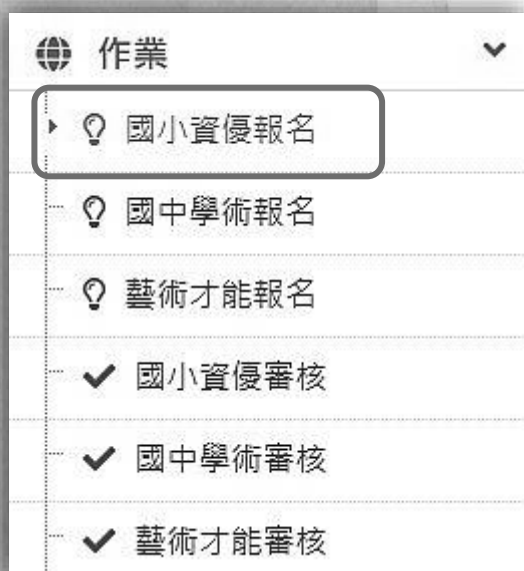 作業
國小資優報名
國中學術報名
藝術才能報名
國小資優審核
國中學術審核
藝術才能審核